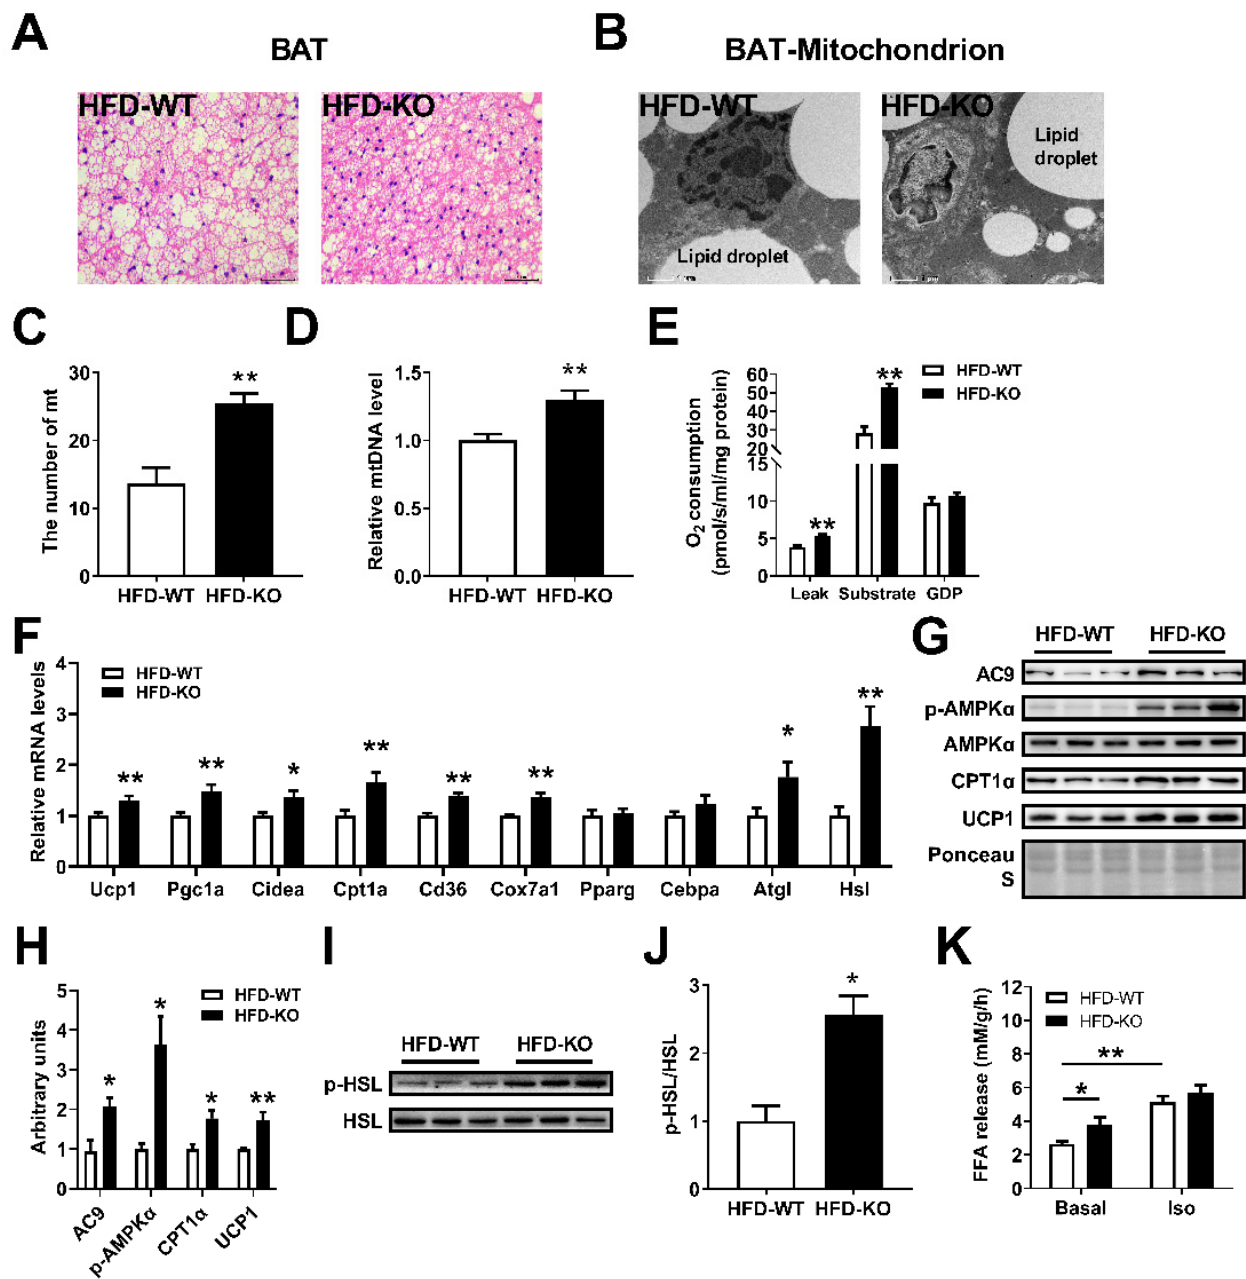 A
BAT
HFD-WT
HFD-KO
B
BAT-Mitochondrion
HFD-WT
Lipid droplet
HFD-KO
Lipid
droplet
C
The number of mt
30
20
10
0
**
HFD-WT HFD-KO
D
Relative mtDNA level
1.5
1.0
0.5
0.0
**
HFD-WT HFD-KO
E
O2 consumption
(pmol/s/ml/mg protein)
60
50
40
30
20
15
10
5
0
**
**
HFD-WT
HFD-KO
Leak Substrate GDP
F
Relative mRNA levels
4
3
2
1
0
HFD-WT
HFD-KO
** ** * ** ** ** * **
Ucp1 Pgc1a Cidea Cpt1a Cd36 Cox7a1 Pparg Cebpa Atgl Hsl
G
HFD-WT HFD-KO
AC9
p-AMPKα
AMPKα
CPT1α
UCP1
Ponceau
S
H
Arbitrary units
5
4
3
2
1
0
HFD-WT
HFD-KO
* * * **
AC9 p-AMPKα CPT1α UCP1
I
HFD-WT HFD-KO
p-HSL
HSL
J
p-HSL/HSL
3
2
1
0
*
HFD-WT HFD-KO
K
FFA release (mM/g/h)
12
10
8
6
4
2
0
HFD-WT
HFD-KO
**
*
Basal Iso